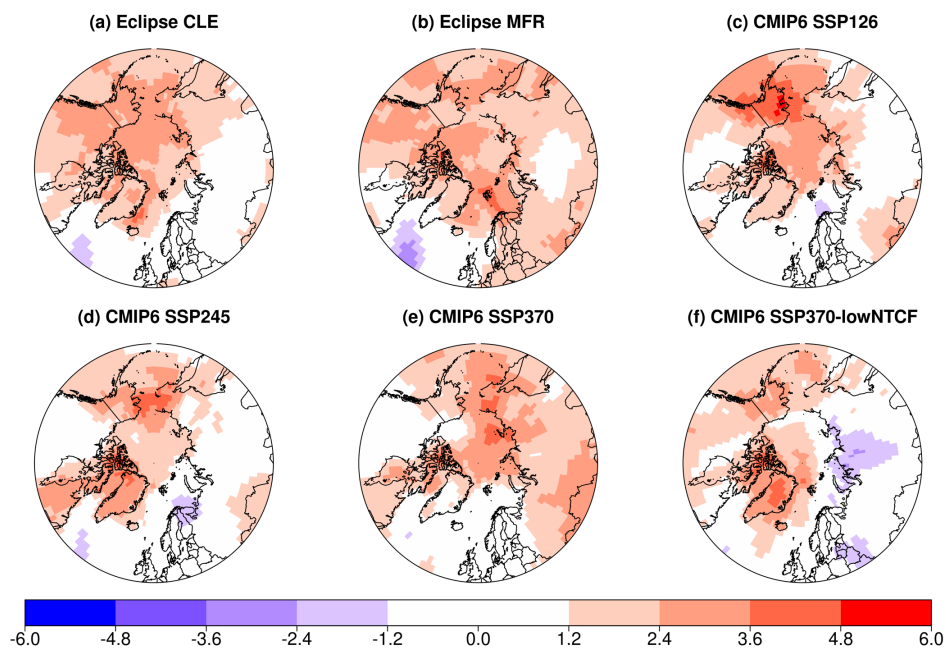 (a) Eclipse CLE
(b) Eclipse MFR
(c) CMIP6 SSP126
(d) CMIP6 SSP245
(e) CMIP6 SSP370
(f) CMIP6 SSP370-lowNTCF
-6.0 -4.8 -3.6 -2.4 -1.2 0.0 1.2 2.4 3.6 4.8 6.0